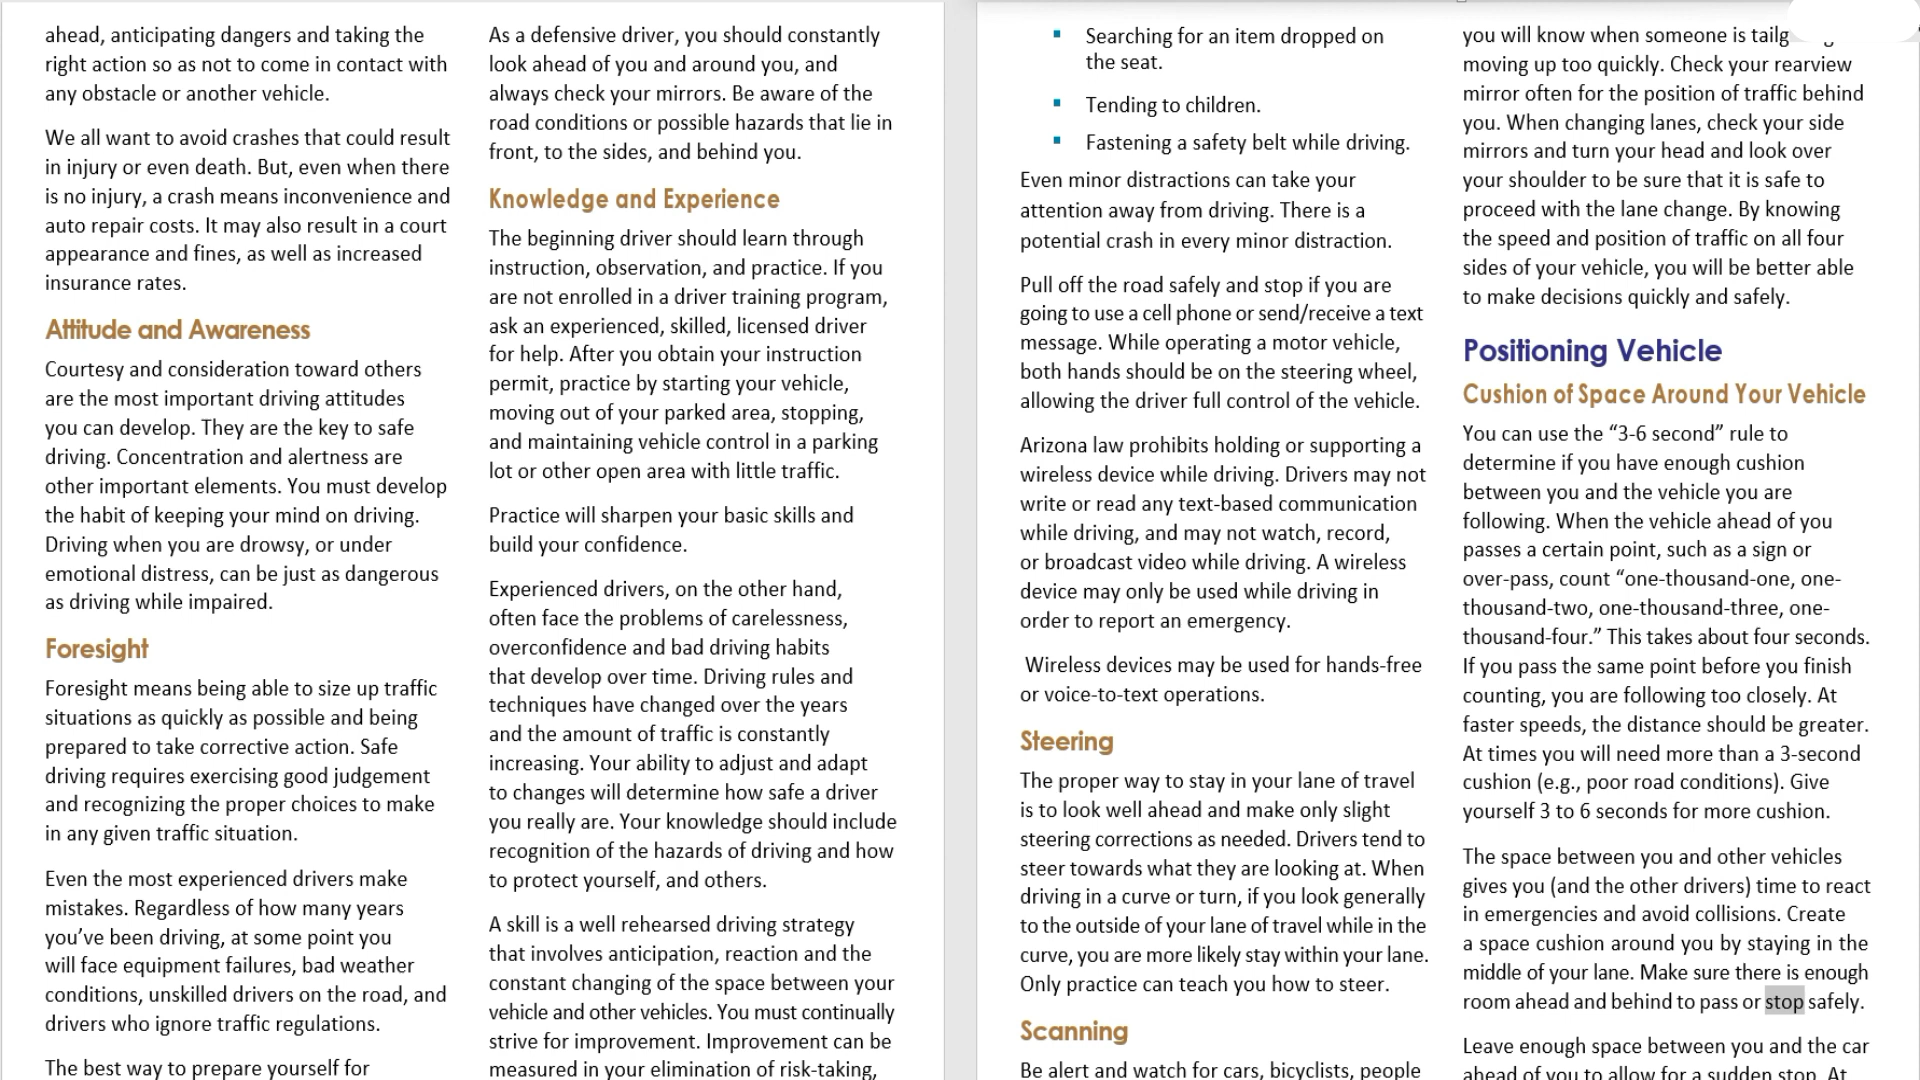 ahead, anticipating dangers and taking the
right action so as not to come in contact with
any obstacle or another vehicle.
We all want to avoid crashes that could result
in injury or even death. But, even when there
is no injury, a crash means inconvenience and
auto repair costs. It may also result in a court
appearance and fines, as well as increased
insurance rates.
Attitude and Awareness
Courtesy and consideration toward others
are the most important driving attitudes
you can develop. They are the key to safe
driving. Concentration and alertness are
other important elements. You must develop
the habit of keeping your mind on driving.
Driving when you are drowsy, or under
emotional distress, can be just as dangerous
as driving while impaired.
Foresight
Foresight means being able to size up traffic
situations as quickly as possible and being
prepared to take corrective action. Safe
driving requires exercising good judgement
and recognizing the proper choices to make
in any given traffic situation.
Even the most experienced drivers make
mistakes. Regardless of how many years
you’ve been driving, at some point you
will face equipment failures, bad weather
conditions, unskilled drivers on the road, and
drivers who ignore traffic regulations.
The best way to prepare yourself for
As a defensive driver, you should constantly
look ahead of you and around you, and
always check your mirrors. Be aware of the
road conditions or possible hazards that lie in
front, to the sides, and behind you.
Knowledge and Experience
The beginning driver should learn through
instruction, observation, and practice. If you
are not enrolled in a driver training program,
ask an experienced, skilled, licensed driver
for help. After you obtain your instruction
permit, practice by starting your vehicle,
moving out of your parked area, stopping,
and maintaining vehicle control in a parking
lot or other open area with little traffic.
Practice will sharpen your basic skills and
build your confidence.
Experienced drivers, on the other hand,
often face the problems of carelessness,
overconfidence and bad driving habits
that develop over time. Driving rules and
techniques have changed over the years
and the amount of traffic is constantly
increasing. Your ability to adjust and adapt
to changes will determine how safe a driver
you really are. Your knowledge should include
recognition of the hazards of driving and how
to protect yourself, and others.
A skill is a well rehearsed driving strategy
that involves anticipation, reaction and the
constant changing of the space between your
vehicle and other vehicles. You must continually
strive for improvement. Improvement can be
measured in your elimination of risk-taking,
Searching for an item dropped on
the seat.
Tending to children.
Fastening a safety belt while driving.
Even minor distractions can take your
attention away from driving. There is a
potential crash in every minor distraction.
Pull off the road safely and stop if you are
going to use a cell phone or send/receive a text
message. While operating a motor vehicle,
both hands should be on the steering wheel,
allowing the driver full control of the vehicle.
Arizona law prohibits holding or supporting a
wireless device while driving. Drivers may not
write or read any text-based communication
while driving, and may not watch, record,
or broadcast video while driving. A wireless
device may only be used while driving in
order to report an emergency.
Wireless devices may be used for hands-free
or voice-to-text operations.
Steering
The proper way to stay in your lane of travel
is to look well ahead and make only slight
steering corrections as needed. Drivers tend to
steer towards what they are looking at. When
driving in a curve or turn, if you look generally
to the outside of your lane of travel while in the
curve, you are more likely stay within your lane.
Only practice can teach you how to steer.
Scanning
Be alert and watch for cars, bicyclists, people
you will know when someone is
moving up too quickly. Check your rearview
mirror often for the position of traffic behind
you. When changing lanes, check your side
mirrors and turn your head and look over
your shoulder to be sure that it is safe to
proceed with the lane change. By knowing
the speed and position of traffic on all four
sides of your vehicle, you will be better able
to make decisions quickly and safely.
Positioning Vehicle
Cushion of Space Around Your Vehicle
You can use the “3-6 second” rule to
determine if you have enough cushion
between you and the vehicle you are
following. When the vehicle ahead of you
passes a certain point, such as a sign or
over-pass, count “one-thousand-one, one-
thousand-two, one-thousand-three, one-
thousand-four.” This takes about four seconds.
If you pass the same point before you finish
counting, you are following too closely. At
faster speeds, the distance should be greater.
At times you will need more than a 3-second
cushion (e.g., poor road conditions). Give
yourself 3 to 6 seconds for more cushion.
The space between you and other vehicles
gives you (and the other drivers) time to react
in emergencies and avoid collisions. Create
a space cushion around you by staying in the
middle of your lane. Make sure there is enough
room ahead and behind to pass or stop safely.
Leave enough space between you and the car
ahead of you to allow for a sudden stop. At